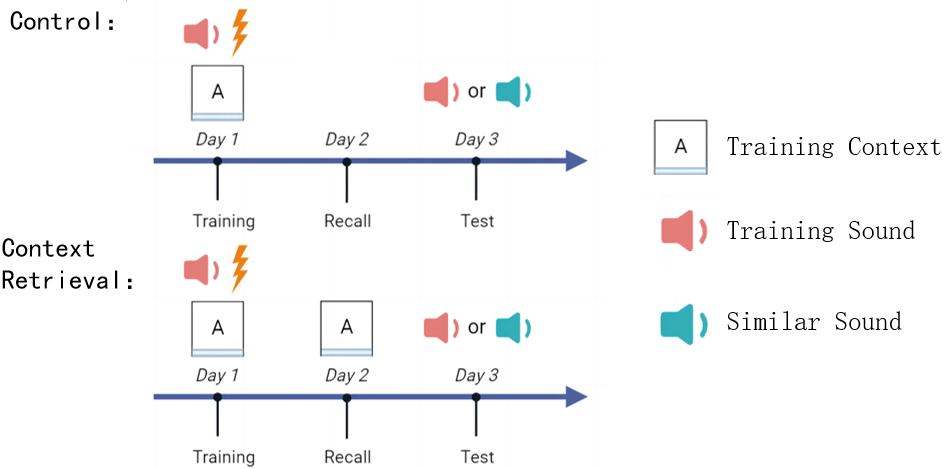 Control:
A
or
Day 1 Day 2 Day 3
Training Recall Test
A Training Context
Training Sound
Similar Sound
Context
Retrieval:
A A or
Day 1 Day 2 Day 3
Training Recall Test